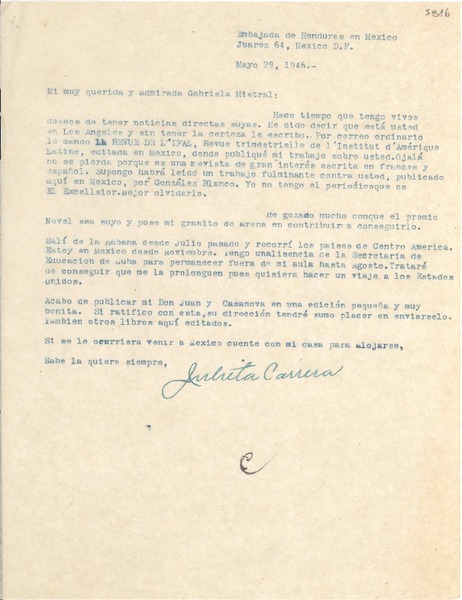 5816
Embajada de Honduras en Mexico
Juarez 64, Mexico D.F.
Mayo 29, 1946.-
Mi muy querida y admirada Gabriela Mistral:
Hace tiempo que tengo vivos
deseos de tener noticias directas suyas. He oido decir que está usted
en Los Angeles y sin tener la certeza le escribo. Por correo ordinario
le mando la REVUE DE L'IFAL, Revue trimestrielle de l'Institut d'Amérique
Latine, editada en Mexico, donde publiqué mi trabajo sobre usted.Ojalá
no se pierda porque es una revista de gran interés escrita en frances y
español. Supongo habrá leido un trabajo fulminante contra usted, publicado
aquí en Mexico, por González Blanco. Yo no tengo el periódicoque es
El Excelsior.mejor olvidarlo.
He gozado mucho conque el premio
Novel sea suyo y puse mi granito de arena en contribuir a conseguirlo.
Salí de la Habana desde Julio pasado y recorrí los paises de Centro America.
Estoy en Mexico desde Noviembre. Tengo unalisencia de la Secretaria de
Educacion de Cuba para permanecer fuera de mi aula hasta Agosto.Trataré
de conseguir que me la prolonguen pues quisiera hacer un viaje a los Estados
Unidos.
Acabo de publicar mi Don Juan y Casanova en una edición pequeña y muy
bonita. Si ratifico con esta,su dirección tendré sumo placer en enviarselo.
Tambien otros libros aquí editados.
Si se le ocurriera venir a Mexico cuente con mi casa para alojarse,
Sabe la quiere siempre,
Julieta Carrera
C